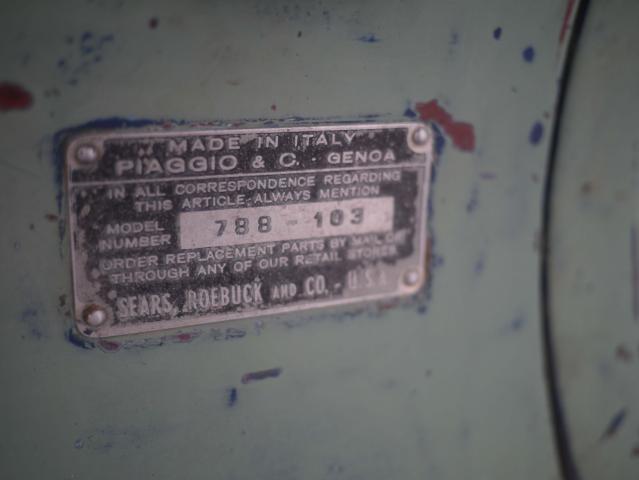 MADE IN ITALY
PIAGGIO & C. · GENOA
IN ALL CORRESPONDENCE REGARDING
THIS ARTICLE, ALWAYS MENTION
MODEL NUMBER 788 - 103
ORDER REPLACEMENT PARTS BY MAIL OR
THROUGH ANY OF OUR RETAIL STORES
SEARS, ROEBUCK AND CO. - U.S.A.